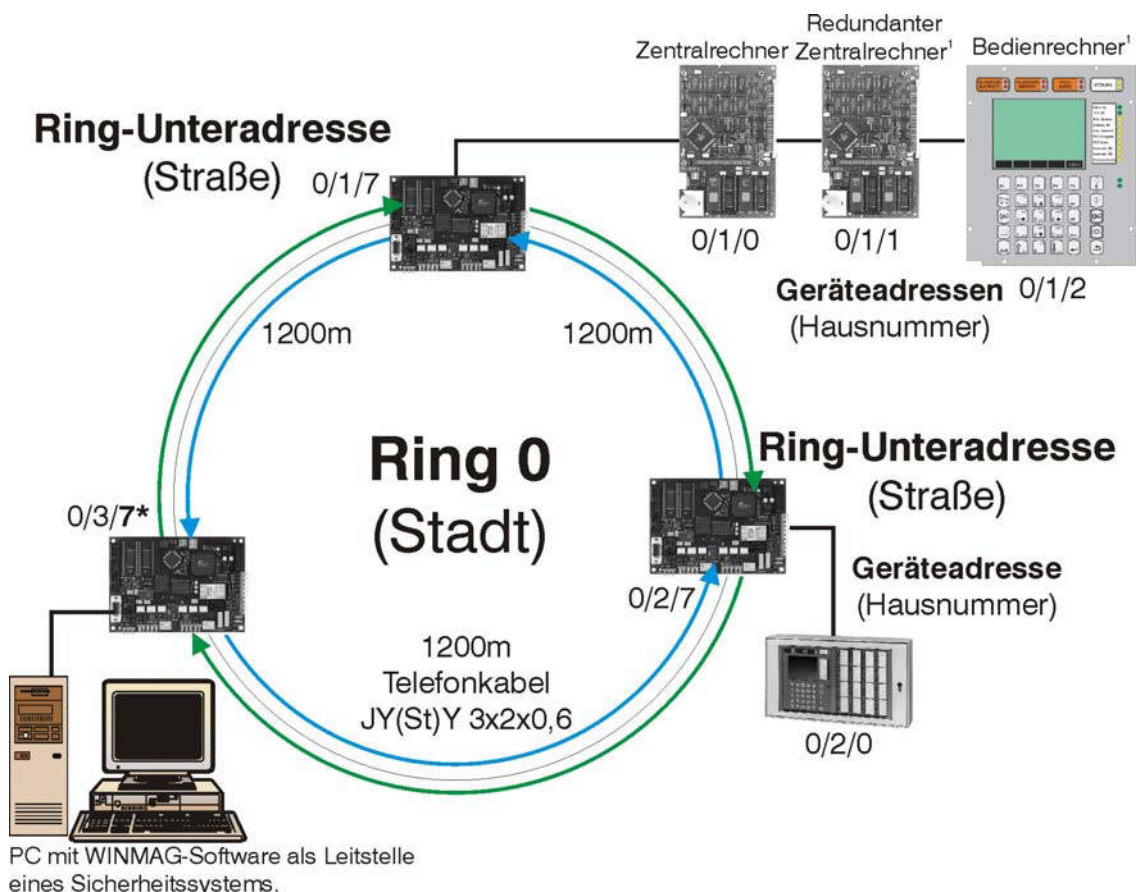 Zentralrechner
Redundanter
Zentralrechner¹
Bedienrechner¹
Ring-Unteradresse
(Straße)
0/1/7
0/1/0
0/1/1
Geräteadressen
(Hausnummer)
0/1/2
1200m
1200m
Ring 0
(Stadt)
Ring-Unteradresse
(Straße)
0/3/7*
0/2/7
Geräteadresse
(Hausnummer)
1200m
Telefonkabel
JY(St)Y 3x2x0,6
0/2/0
PC mit WINMAG-Software als Leitstelle
eines Sicherheitssystems.